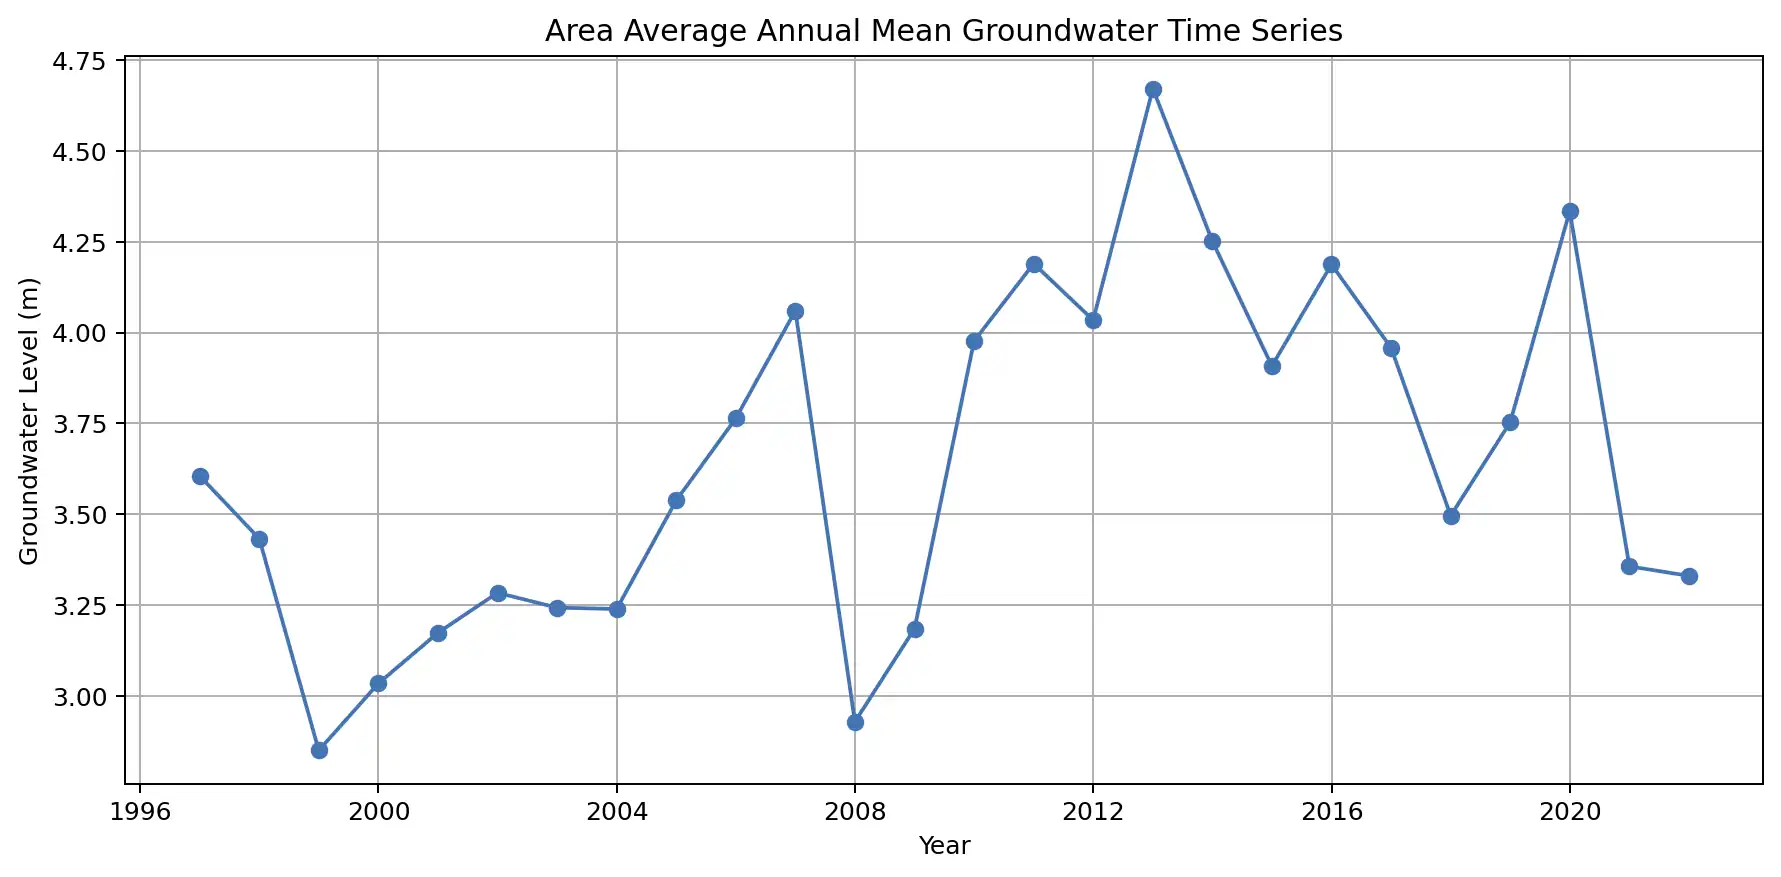 Area Average Annual Mean Groundwater Time Series
4.75
4.50
4.25
4.00
3.75
3.50
3.25
3.00
Groundwater Level (m)
1996 2000 2004 2008 2012 2016 2020
Year